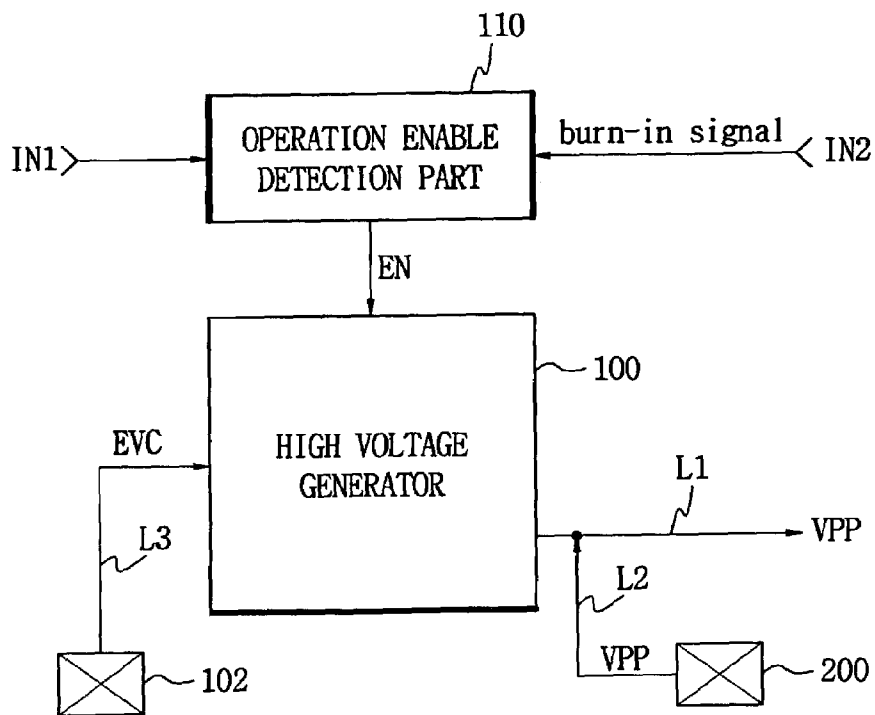 110
OPERATION ENABLE
DETECTION PART
IN1
burn-in signal
IN2
EN
100
EVC
HIGH VOLTAGE
GENERATOR
L1
VPP
L3
L2
VPP
102
200